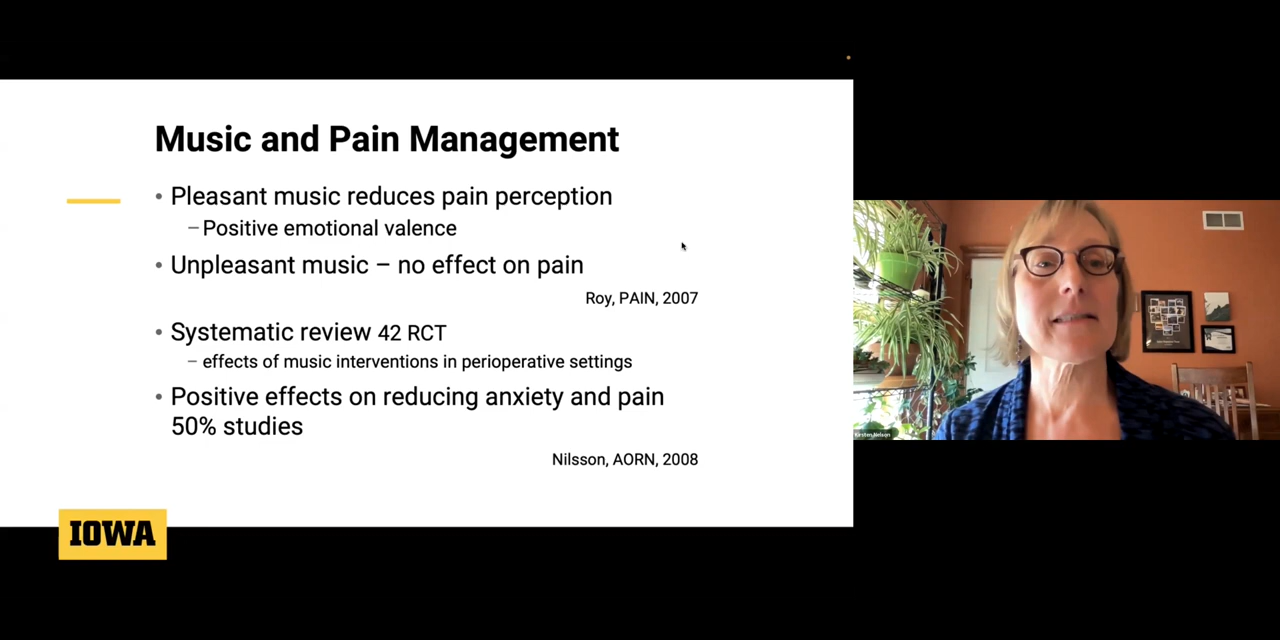 Music and Pain Management
• Pleasant music reduces pain perception
– Positive emotional valence
• Unpleasant music – no effect on pain
Roy, PAIN, 2007
• Systematic review 42 RCT
– effects of music interventions in perioperative settings
• Positive effects on reducing anxiety and pain
50% studies
Nilsson, AORN, 2008
IOWA
Kirsten Nelson